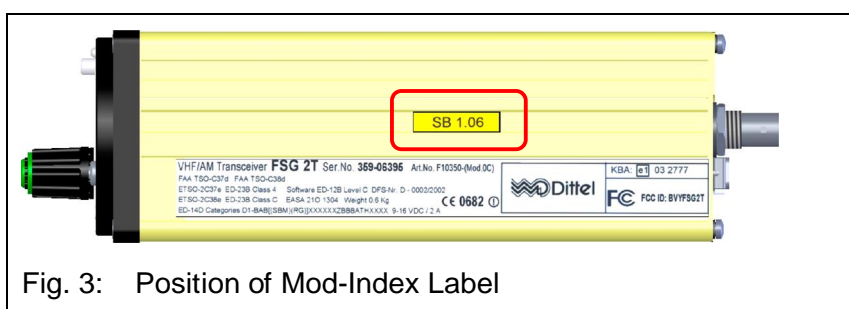 SB 1.06
VHF/AM Transceiver FSG 2T Ser.No. 359-06395 Art.No. F10350-(Mod.0C)
FAA TSO-C37d FAA TSO-C38d
ETSO-2C37e ED-23B Class 4 Software ED-12B Level C DFS-Nr. D - 0002/2002
ETSO-2C38e ED-23B Class C EASA 21O 1304 Weight 0.6 Kg
ED-14D Categories D1-BAB[(SBM)(RG)]XXXXXXZBBBATHXXXX 9-16 VDC / 2 A
CE 0682
Dittel
KBA: e1 03 2777
FC FCC ID: BVYFSG2T
Fig. 3: Position of Mod-Index Label